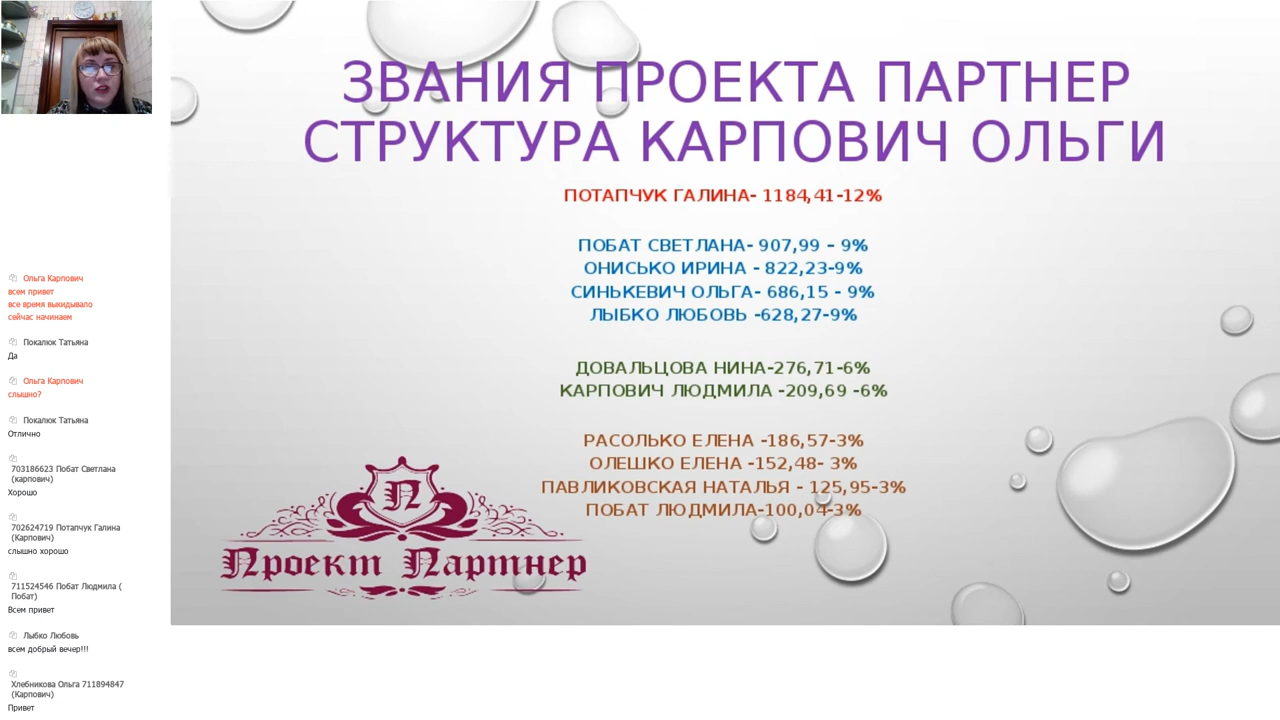 ЗВАНИЯ ПРОЕКТА ПАРТНЕР
СТРУКТУРА КАРПОВИЧ ОЛЬГИ
ПОТАПЧУК ГАЛИНА- 1184,41-12%
ПОБАТ СВЕТЛАНА- 907,99 – 9%
ОНИСЬКО ИРИНА – 822,23-9%
СИНЬКЕВИЧ ОЛЬГА- 686,15 – 9%
ЛЫБКО ЛЮБОВЬ -628,27-9%
ДОВАЛЬЦОВА НИНА-276,71-6%
КАРПОВИЧ ЛЮДМИЛА -209,69 -6%
РАСОЛЬКО ЕЛЕНА -186,57-3%
ОЛЕШКО ЕЛЕНА -152,48- 3%
ПАВЛИКОВСКАЯ НАТАЛЬЯ – 125,95-3%
ПОБАТ ЛЮДМИЛА-100,04-3%
П
Проект Партнер
Ольга Карпович
всем привет
все время выкидывало
сейчас начинаем
Покалюк Татьяна
Да
Ольга Карпович
слышно?
Покалюк Татьяна
Отлично
703186623 Побат Светлана
(карпович)
Хорошо
702624719 Потапчук Галина
(Карпович)
слышно хорошо
711524546 Побат Людмила (
Побат)
Всем привет
Лыбко Любовь
всем добрый вечер!!!
Хлебникова Ольга 711894847
(Карпович)
Привет